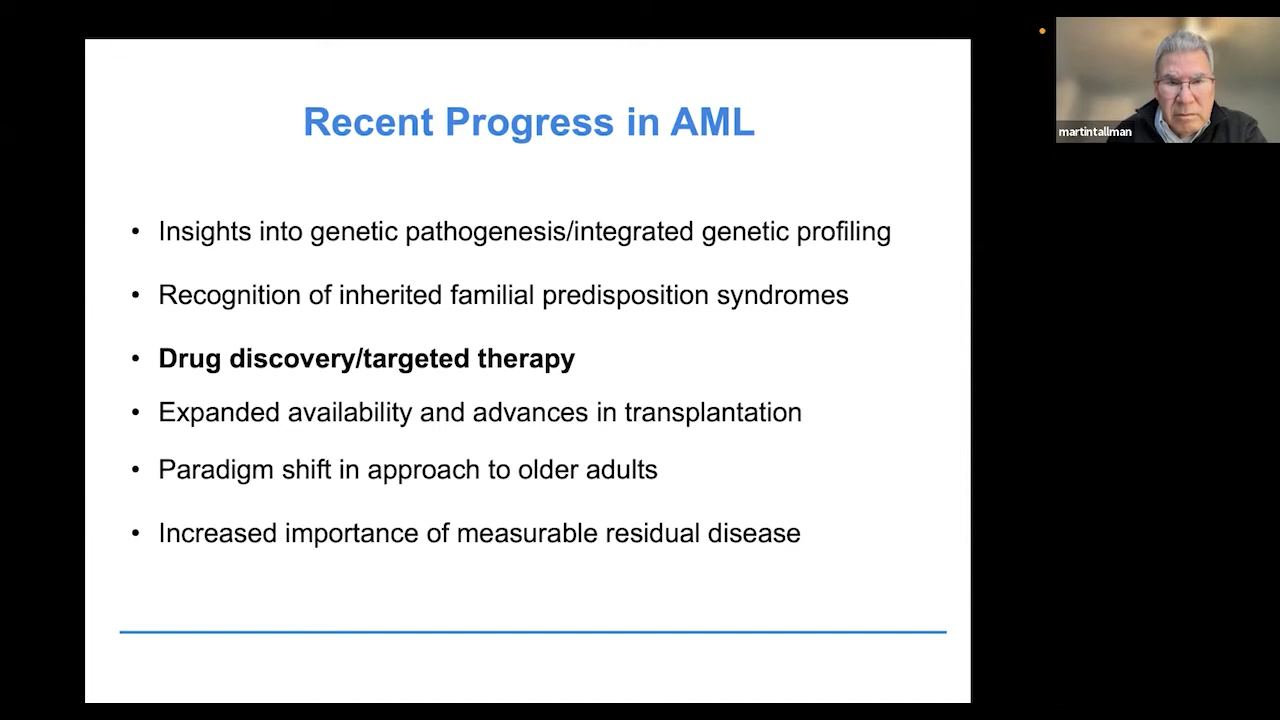 Recent Progress in AML
martintallman
• Insights into genetic pathogenesis/integrated genetic profiling
• Recognition of inherited familial predisposition syndromes
• Drug discovery/targeted therapy
• Expanded availability and advances in transplantation
• Paradigm shift in approach to older adults
• Increased importance of measurable residual disease